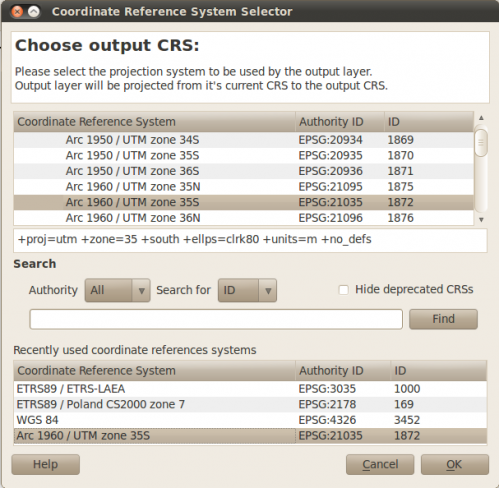 Coordinate Reference System Selector
Choose output CRS:
Please select the projection system to be used by the output layer.
Output layer will be projected from it's current CRS to the output CRS.
Coordinate Reference System Authority ID ID
Arc 1950 / UTM zone 34S EPSG:20934 1869
Arc 1950 / UTM zone 35S EPSG:20935 1870
Arc 1950 / UTM zone 36S EPSG:20936 1871
Arc 1960 / UTM zone 35N EPSG:21095 1875
Arc 1960 / UTM zone 35S EPSG:21035 1872
Arc 1960 / UTM zone 36N EPSG:21096 1876
+proj=utm +zone=35 +south +ellps=clrk80 +units=m +no_defs
Search
Authority All Search for ID Hide deprecated CRSs
Find
Recently used coordinate references systems
Coordinate Reference System Authority ID ID
ETRS89 / ETRS-LAEA EPSG:3035 1000
ETRS89 / Poland CS2000 zone 7 EPSG:2178 169
WGS 84 EPSG:4326 3452
Arc 1960 / UTM zone 35S EPSG:21035 1872
Help Cancel OK